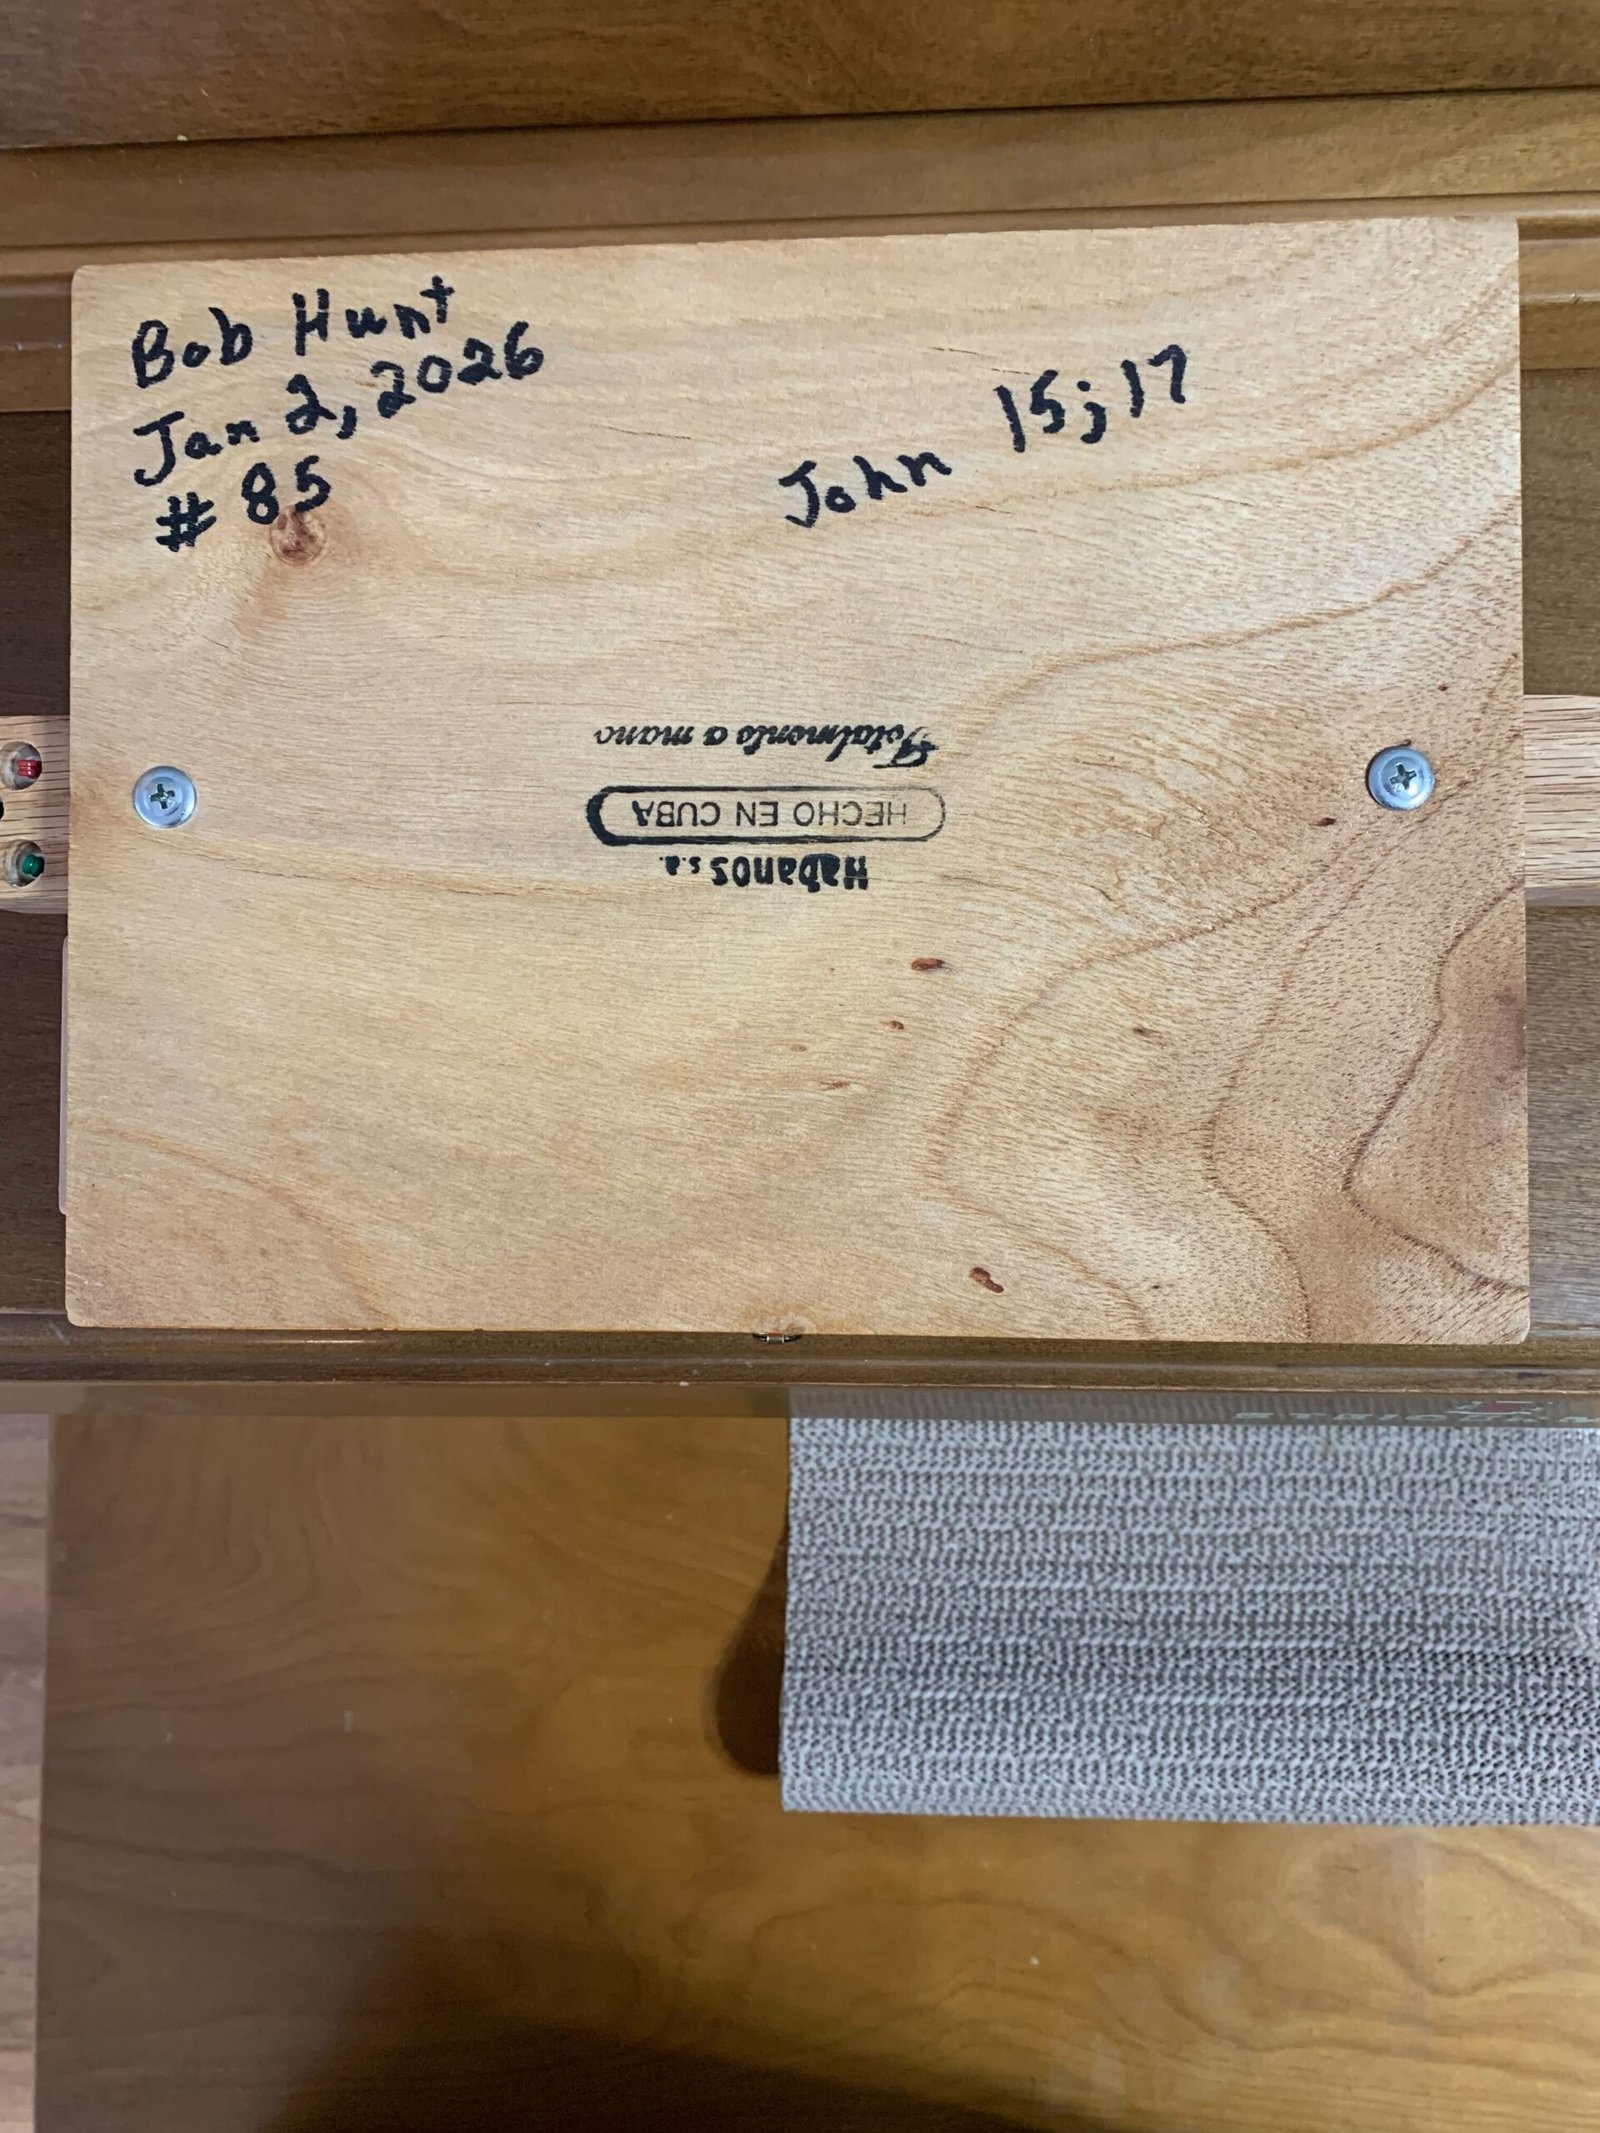 Bob Hunt
Jan 2, 2026
# 85
John 15;17
Habanos s.a.
HECHO EN CUBA
Totalmente a mano